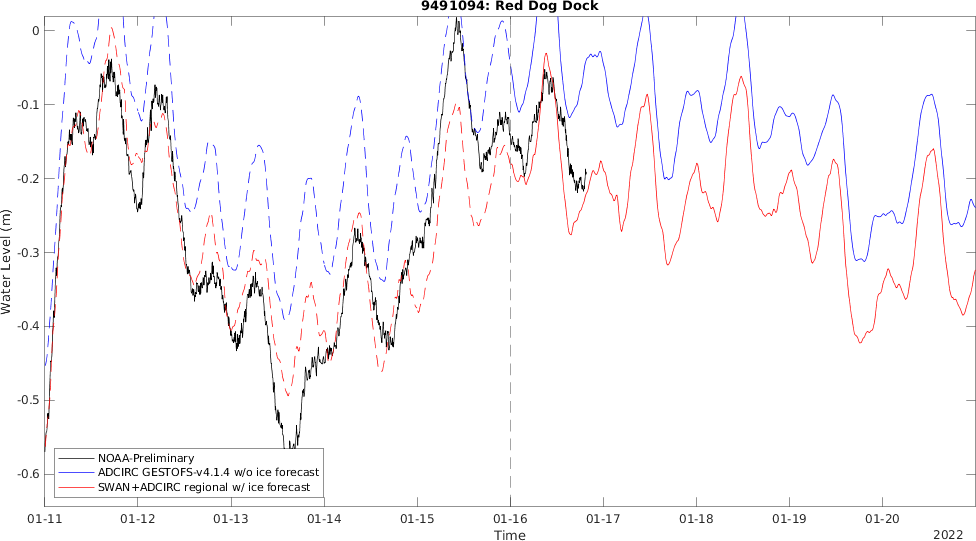 9491094: Red Dog Dock
0
-0.1
-0.2
-0.3
-0.4
-0.5
-0.6
Water Level (m)
NOAA-Preliminary
ADCIRC GESTOFS-v4.1.4 w/o ice forecast
SWAN+ADCIRC regional w/ ice forecast
01-11 01-12 01-13 01-14 01-15 01-16 01-17 01-18 01-19 01-20
Time
2022